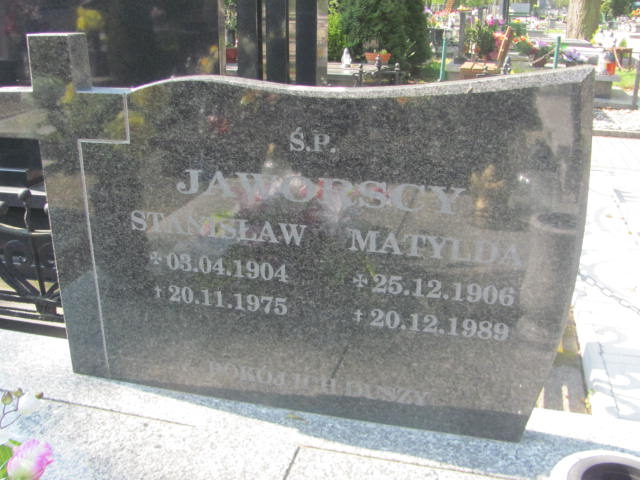 Ś.P.
JAWORSCY
STANISŁAW MATYLDA
✠ 03.04.1904 ✠ 25.12.1906
† 20.11.1975 † 20.12.1989
POKÓJ ICH DUSZY